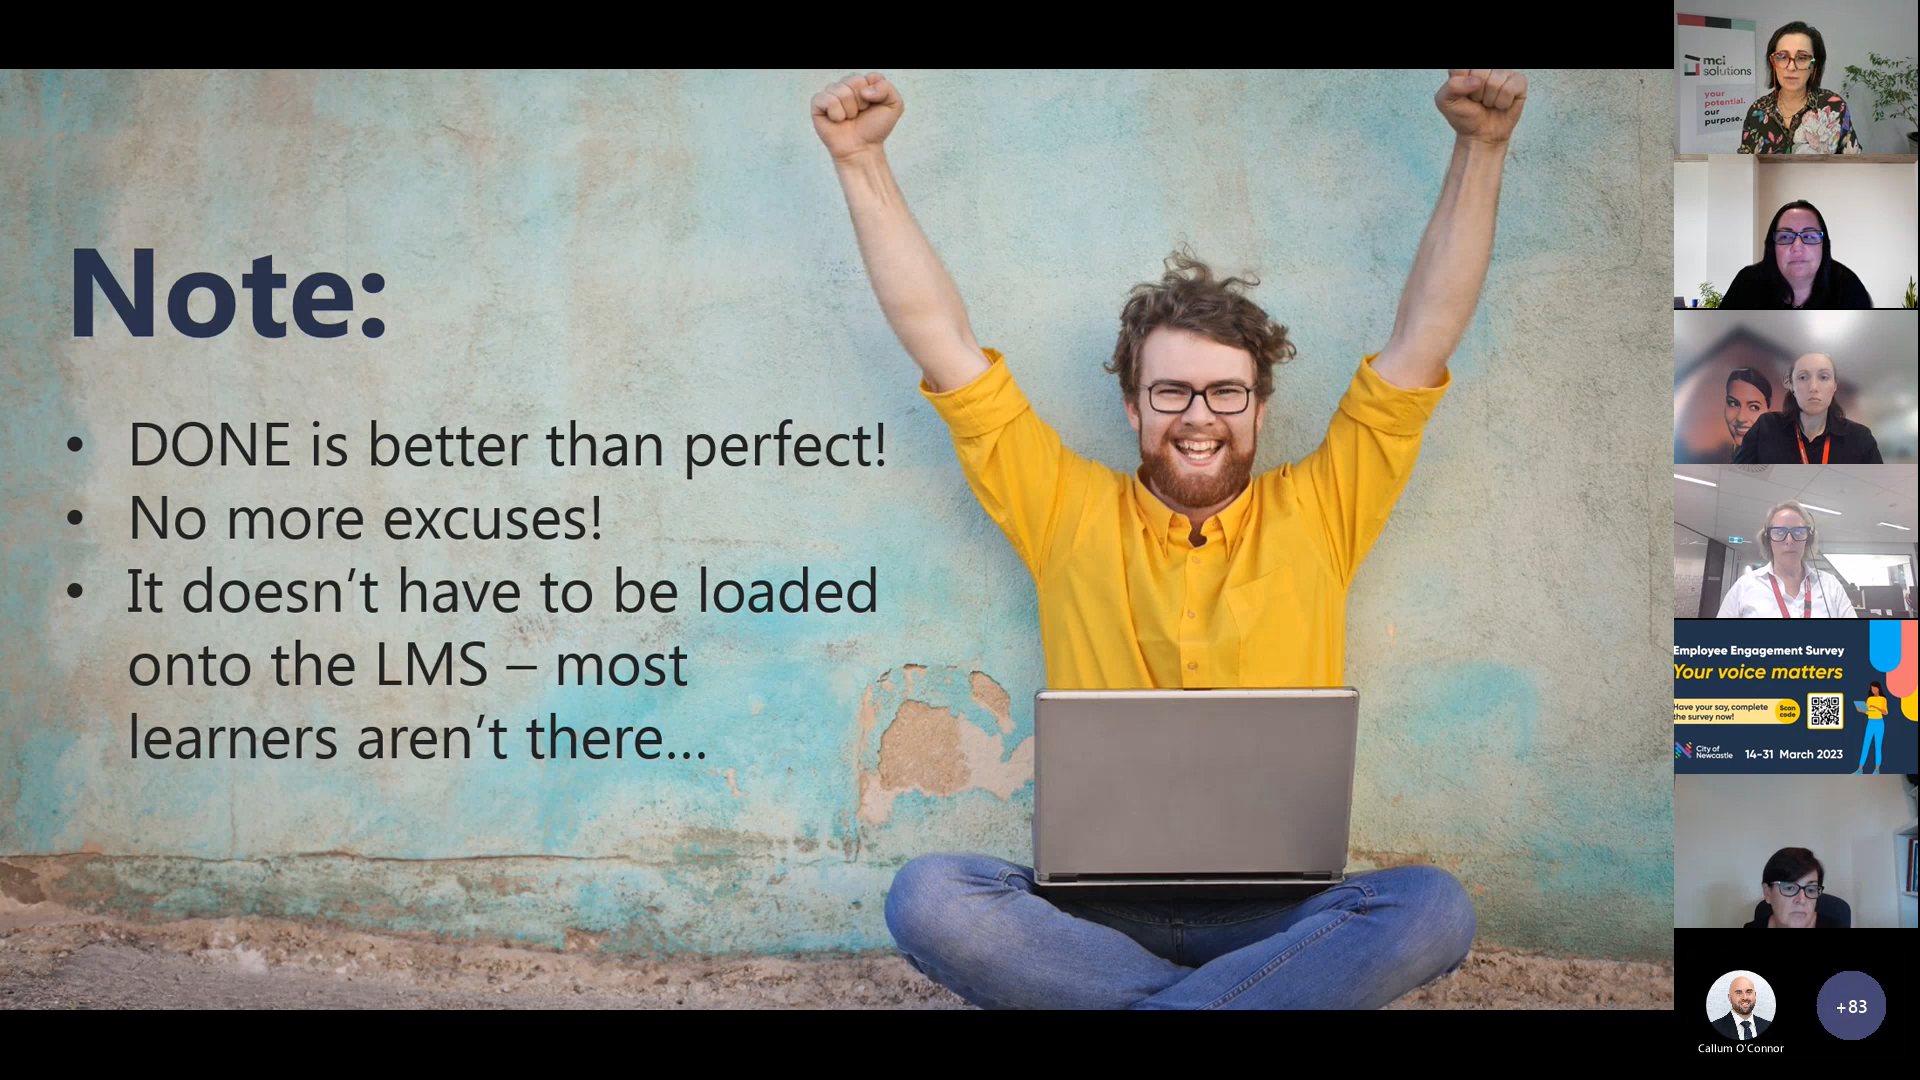 Note:
• DONE is better than perfect!
• No more excuses!
• It doesn't have to be loaded
onto the LMS – most
learners aren't there...
mci
solutions
your
potential.
our
purpose.
Employee Engagement Survey
Your voice matters
Have your say, complete
the survey now!
Scan
code
City of
Newcastle
14-31 March 2023
Callum O'Connor
+83